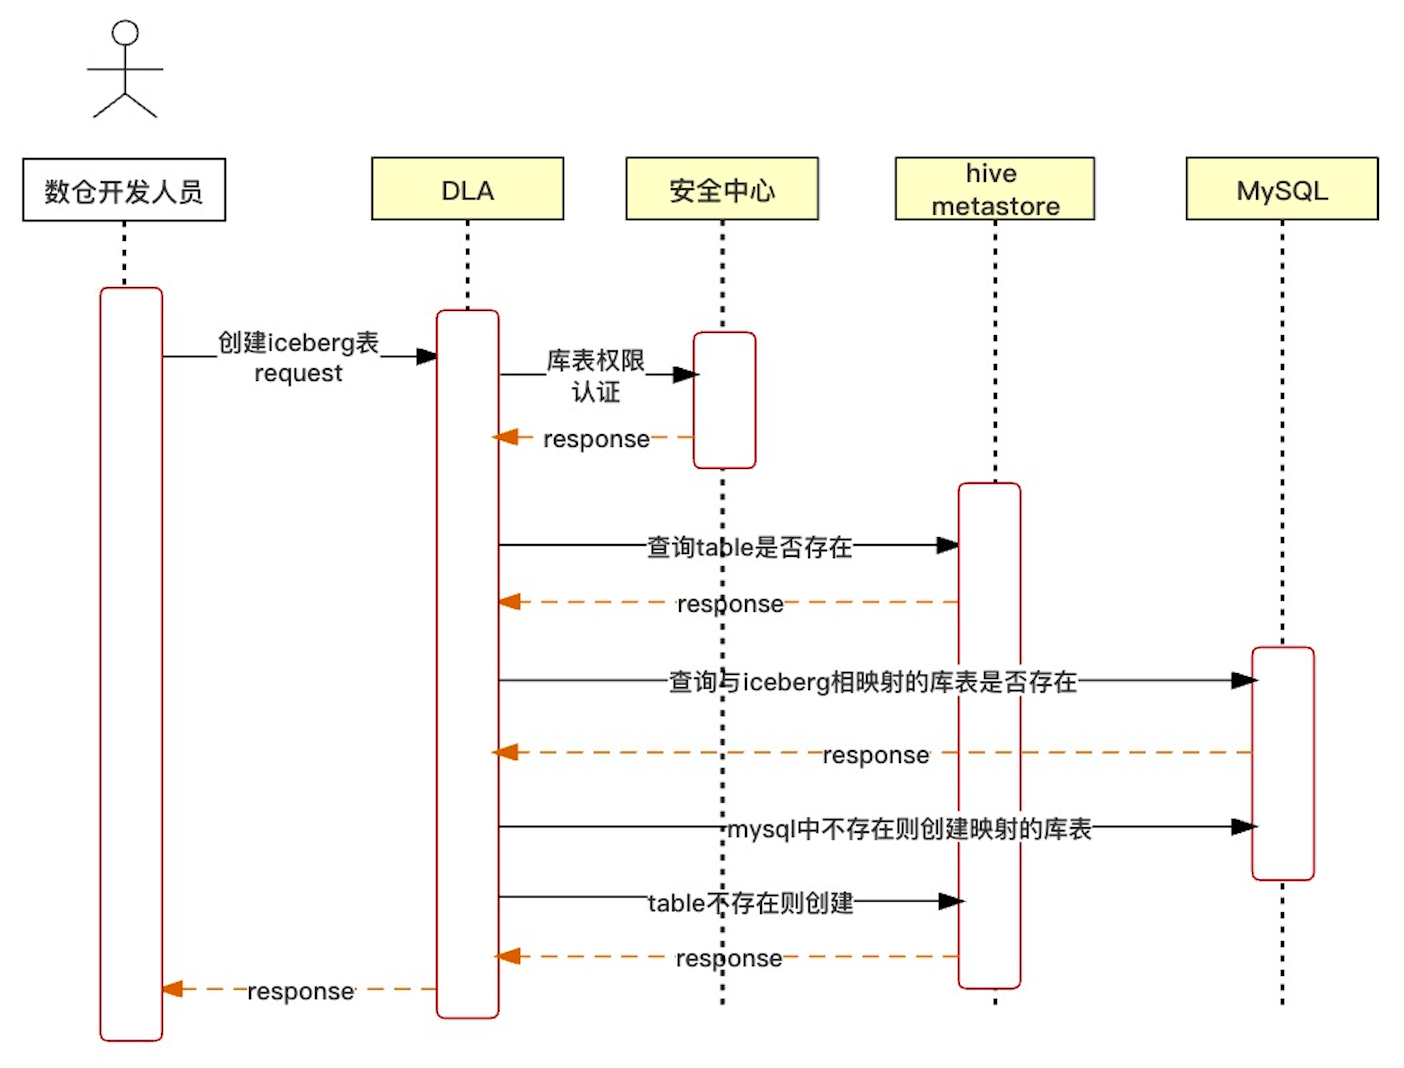 数仓开发人员
DLA
安全中心
hive
metastore
MySQL
创建iceberg表
request
库表权限
认证
response
查询table是否存在
response
查询与iceberg相映射的库表是否存在
response
mysql中不存在则创建映射的库表
table不存在则创建
response
response